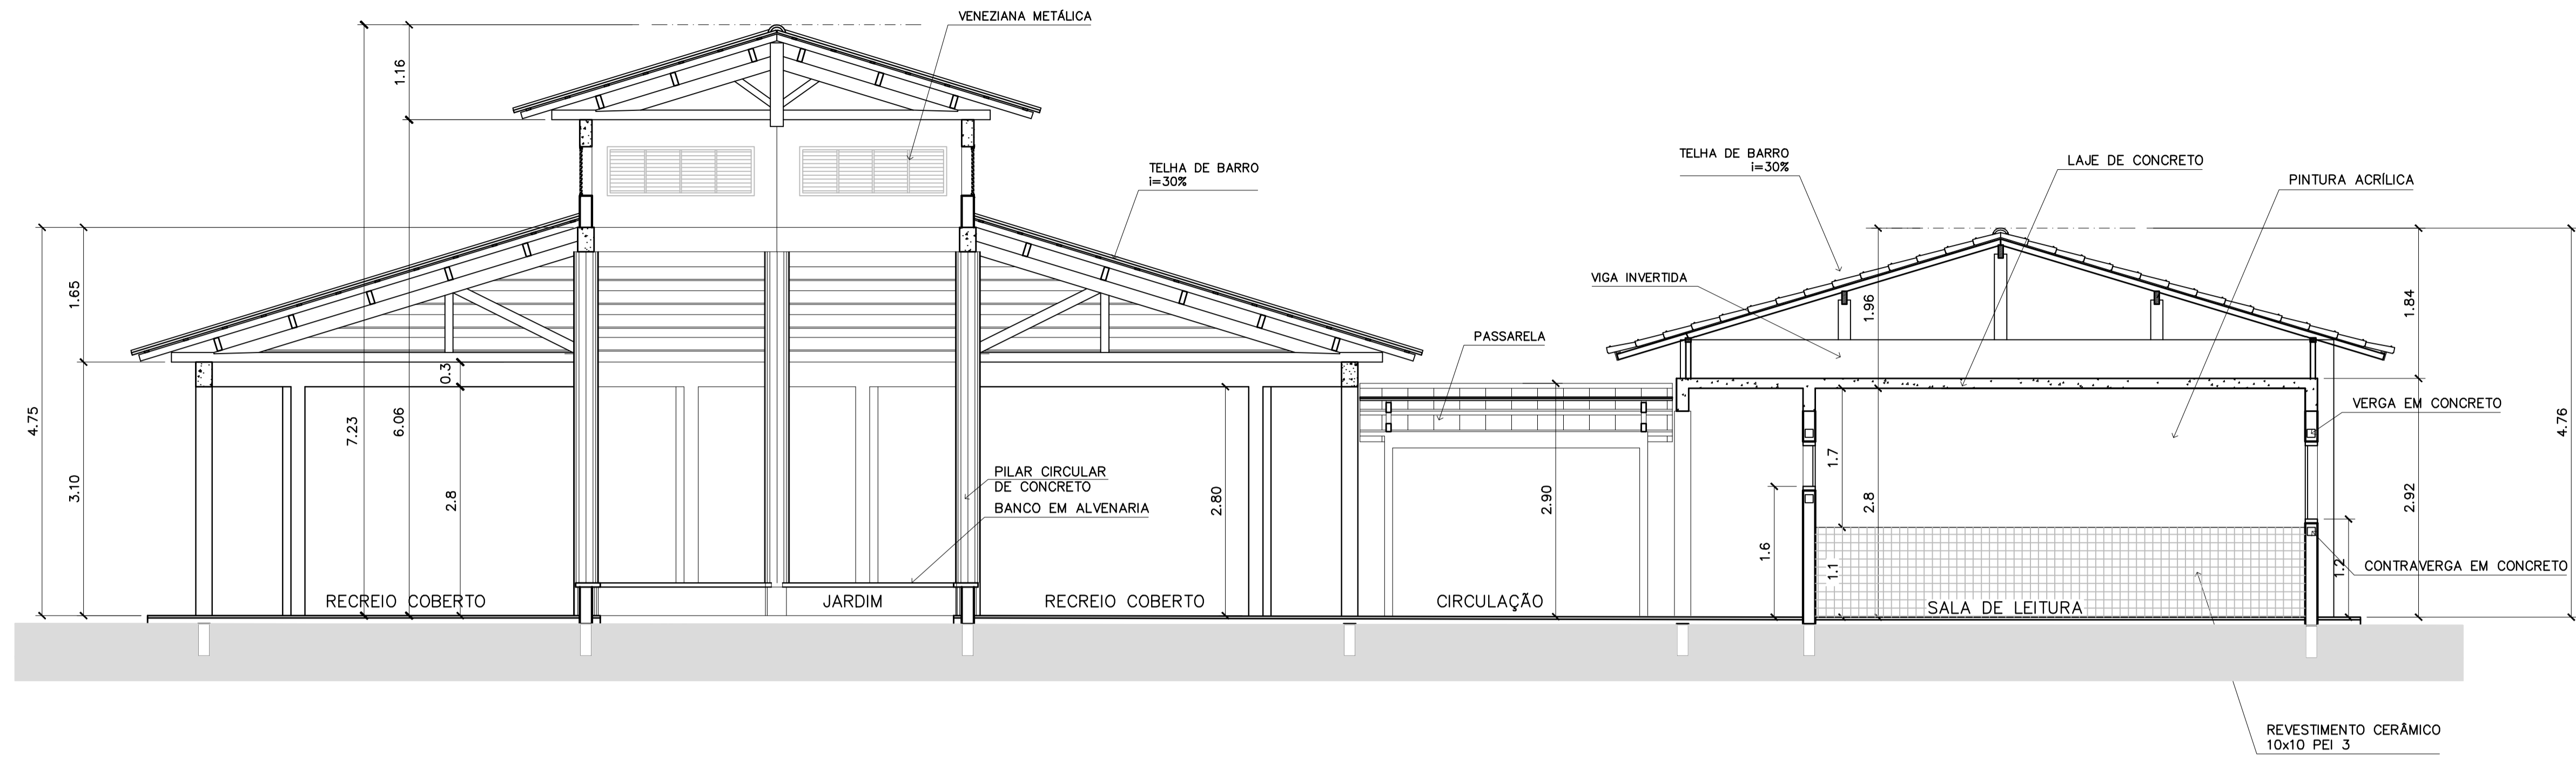 VENEZIANA METÁLICA
1.16
TELHA DE BARRO
i=30%
TELHA DE BARRO
i=30%
LAJE DE CONCRETO
PINTURA ACRÍLICA
VIGA INVERTIDA
PASSARELA
1.65
1.96
1.84
0.3
4.75
3.10
7.23
6.06
2.8
PILAR CIRCULAR
DE CONCRETO
BANCO EM ALVENARIA
2.80
2.90
1.7
2.8
1.6
1.1
VERGA EM CONCRETO
4.76
2.92
1.2
CONTRAVERGA EM CONCRETO
RECREIO COBERTO
JARDIM
RECREIO COBERTO
CIRCULAÇÃO
SALA DE LEITURA
REVESTIMENTO CERÂMICO
10x10 PEI 3